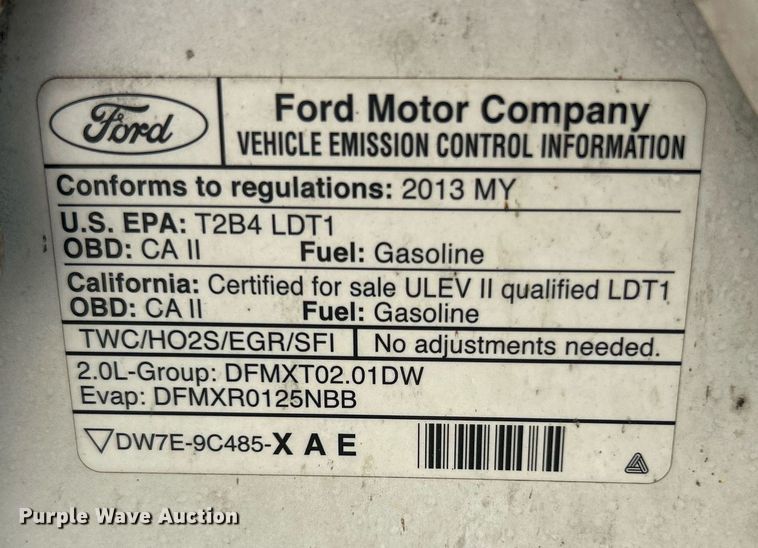 Ford
Ford Motor Company
VEHICLE EMISSION CONTROL INFORMATION
Conforms to regulations: 2013 MY
U.S. EPA: T2B4 LDT1
OBD: CA II Fuel: Gasoline
California: Certified for sale ULEV II qualified LDT1
OBD: CA II Fuel: Gasoline
TWC/HO2S/EGR/SFI No adjustments needed.
2.0L-Group: DFMXT02.01DW
Evap: DFMXR0125NBB
▽DW7E-9C485-X A E
Purple Wave Auction